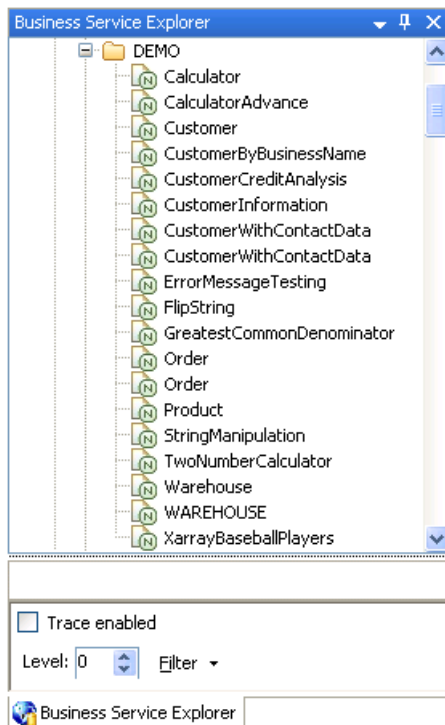 Business Service Explorer
DEMO
Calculator
CalculatorAdvance
Customer
CustomerByBusinessName
CustomerCreditAnalysis
CustomerInformation
CustomerWithContactData
CustomerWithContactData
ErrorMessageTesting
FlipString
GreatestCommonDenominator
Order
Order
Product
StringManipulation
TwoNumberCalculator
Warehouse
WAREHOUSE
XarrayBaseballPlayers
Trace enabled
Level: 0 Filter
Business Service Explorer